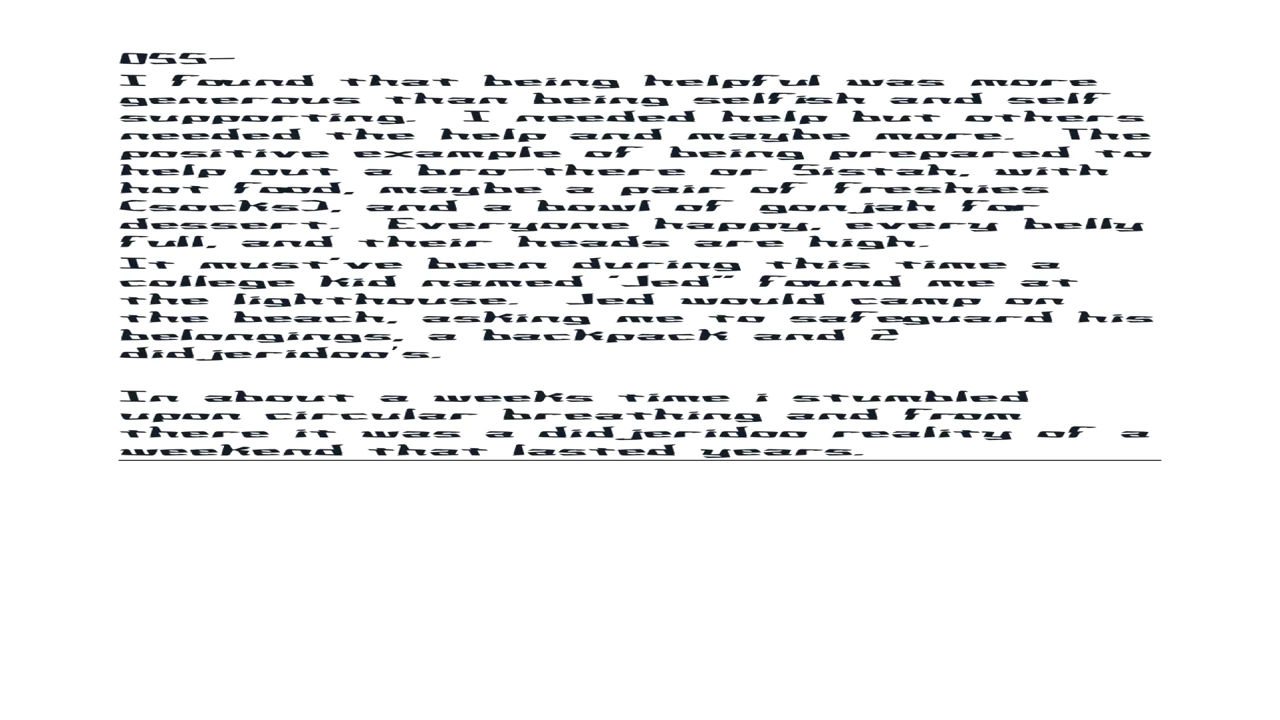 OSS-
I found that being helpful was more
generous than being selfish and self
supporting.  I needed help but others
needed the help and maybe more.  The
positive example of being prepared to
help out a bro-there or Sistah, with
hot food, maybe a pair of freshies
(socks), and a bowl of gonjah for
dessert.  Everyone happy, every belly
full, and their heads are high.
It must've been during this time a
college kid named 'Jed" found me at
the lighthouse.  Jed would camp on
the beach, asking me to safeguard his
belongings, a backpack and 2
didjeridoo's.
In about a weeks time i stumbled
upon circular breathing and from
there it was a didjeridoo reality of a
weekend that lasted years.